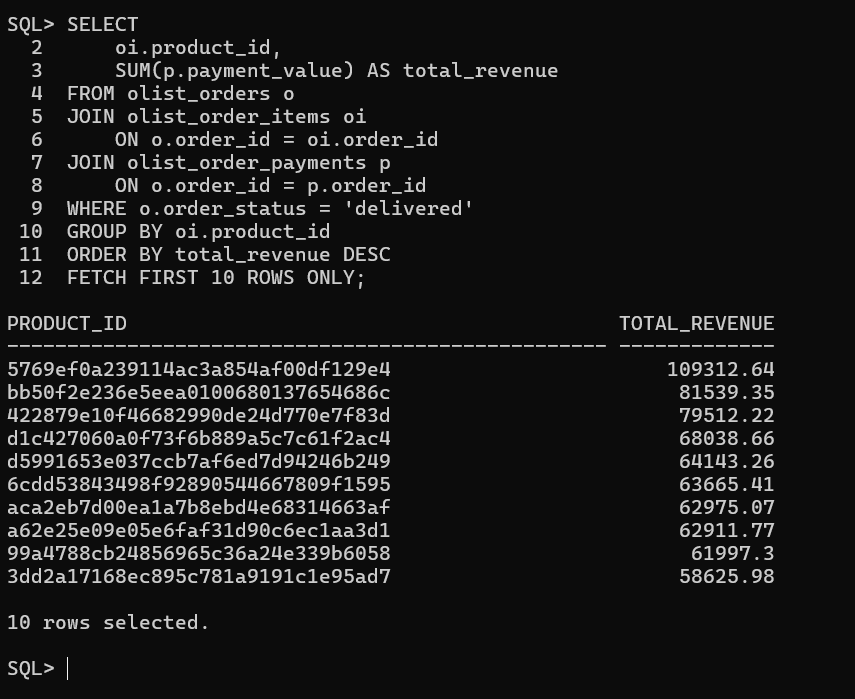 SQL> SELECT
  2      oi.product_id,
  3      SUM(p.payment_value) AS total_revenue
  4  FROM olist_orders o
  5  JOIN olist_order_items oi
  6      ON o.order_id = oi.order_id
  7  JOIN olist_order_payments p
  8      ON o.order_id = p.order_id
  9  WHERE o.order_status = 'delivered'
 10  GROUP BY oi.product_id
 11  ORDER BY total_revenue DESC
 12  FETCH FIRST 10 ROWS ONLY;
PRODUCT_ID                                         TOTAL_REVENUE
-------------------------------------------------- -------------
5769ef0a239114ac3a854af00df129e4                       109312.64
bb50f2e236e5eea0100680137654686c                        81539.35
422879e10f46682990de24d770e7f83d                        79512.22
d1c427060a0f73f6b889a5c7c61f2ac4                        68038.66
d5991653e037ccb7af6ed7d94246b249                        64143.26
6cdd53843498f92890544667809f1595                        63665.41
aca2eb7d00ea1a7b8ebd4e68314663af                        62975.07
a62e25e09e05e6faf31d90c6ec1aa3d1                        62911.77
99a4788cb24856965c36a24e339b6058                         61997.3
3dd2a17168ec895c781a9191c1e95ad7                        58625.98
10 rows selected.
SQL>